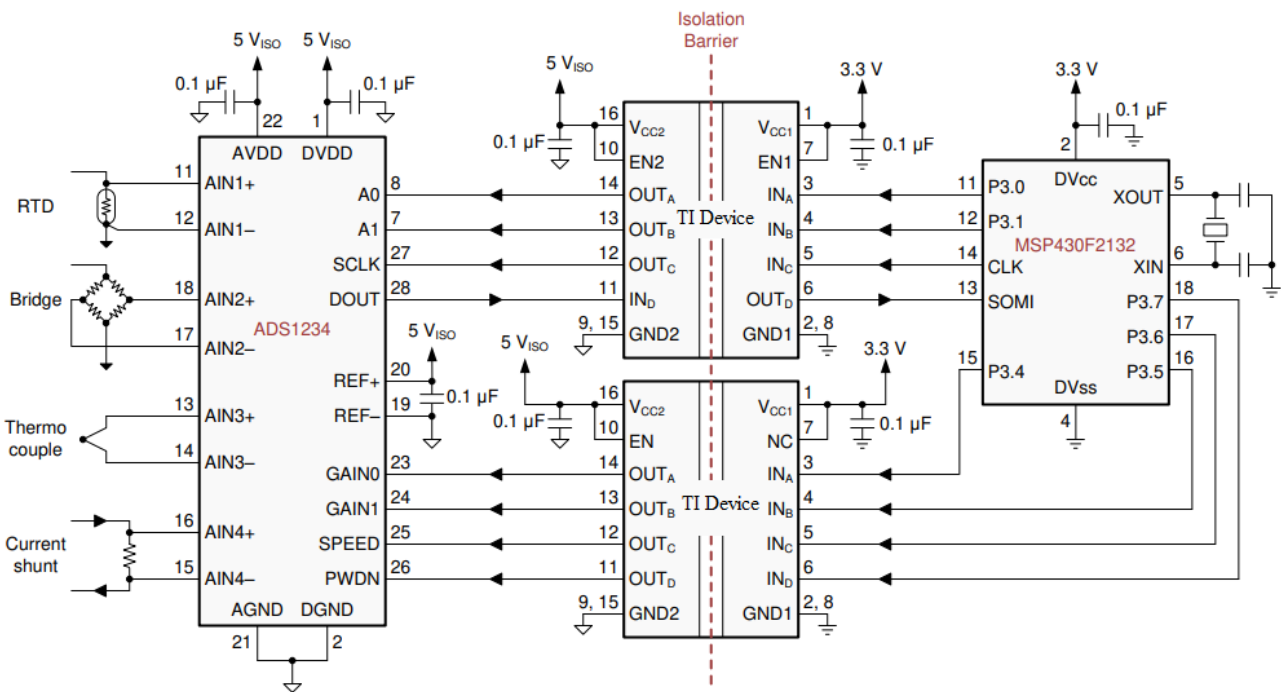 Isolation
Barrier
5 VISO
5 VISO
0.1 µF
0.1 µF
22
1
AVDD
DVDD
11
AIN1+
RTD
12
AIN1–
18
AIN2+
Bridge
17
AIN2–
13
AIN3+
Thermo
couple
14
AIN3–
16
AIN4+
Current
shunt
15
AIN4–
ADS1234
A0
8
A1
7
SCLK
27
DOUT
28
5 VISO
REF+
20
0.1 µF
REF–
19
GAIN0
23
GAIN1
24
SPEED
25
PWDN
26
AGND
DGND
21
2
5 VISO
0.1 µF
16
VCC2
10
EN2
14
OUTA
13
OUTB
12
OUTC
11
IND
9, 15
GND2
TI Device
3.3 V
0.1 µF
VCC1
1
EN1
7
INA
3
INB
4
INC
5
OUTD
6
GND1
2, 8
5 VISO
0.1 µF
16
VCC2
10
EN
14
OUTA
13
OUTB
12
OUTC
11
OUTD
9, 15
GND2
TI Device
3.3 V
0.1 µF
VCC1
1
NC
7
INA
3
INB
4
INC
5
IND
6
GND1
2, 8
3.3 V
0.1 µF
2
DVcc
11
P3.0
12
P3.1
14
CLK
13
SOMI
15
P3.4
MSP430F2132
XOUT
5
XIN
6
P3.7
18
P3.6
17
P3.5
16
DVss
4